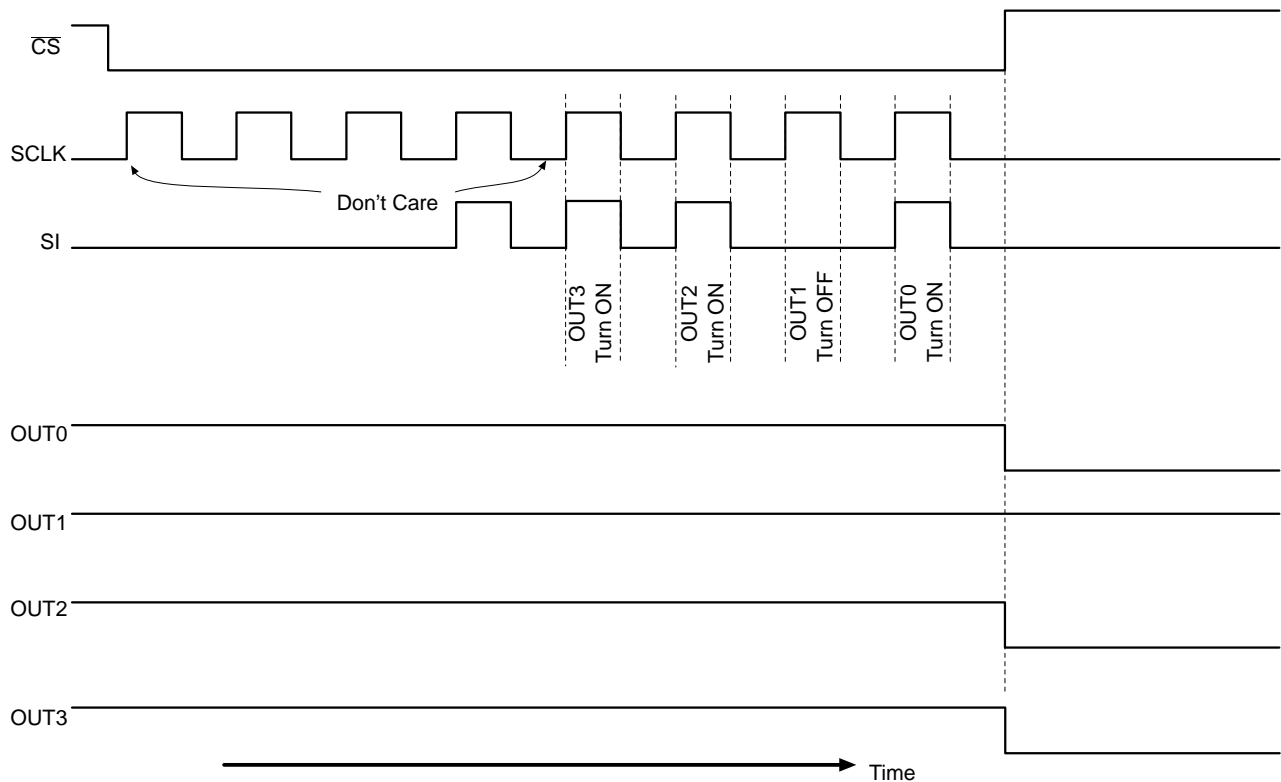 CS
SCLK
Don't Care
SI
OUT3
Turn ON
OUT2
Turn ON
OUT1
Turn OFF
OUT0
Turn ON
OUT0
OUT1
OUT2
OUT3
Time